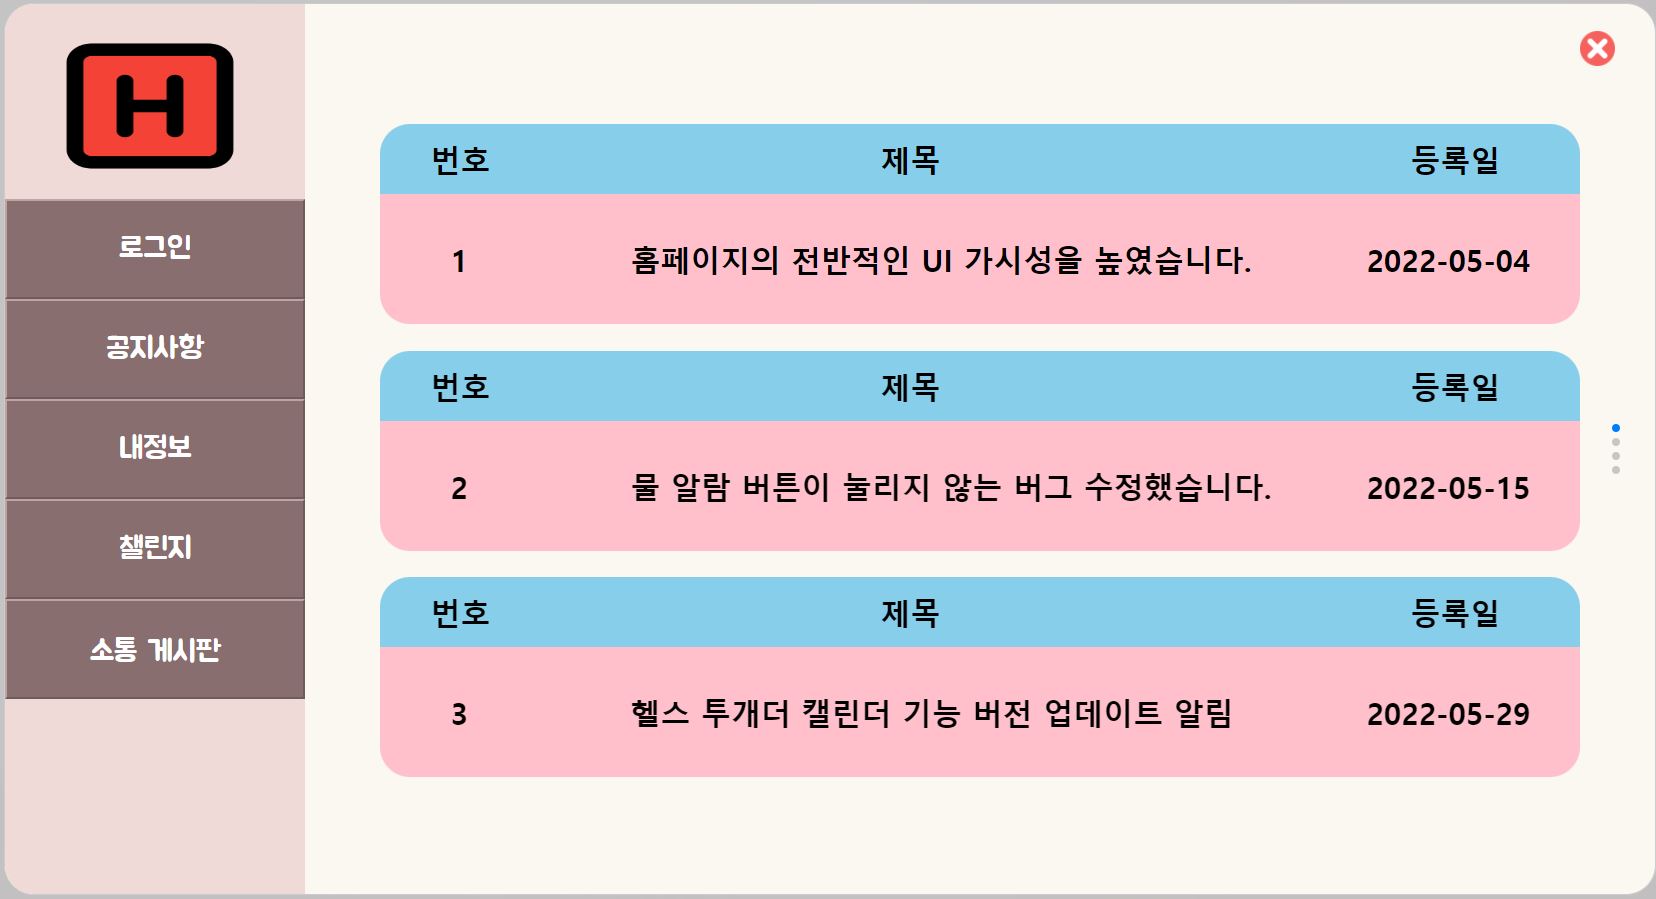 H
로그인
공지사항
내정보
챌린지
소통 게시판
번호 제목 등록일
1 홈페이지의 전반적인 UI 가시성을 높였습니다. 2022-05-04
번호 제목 등록일
2 물 알람 버튼이 눌리지 않는 버그 수정했습니다. 2022-05-15
번호 제목 등록일
3 헬스 투개더 캘린더 기능 버전 업데이트 알림 2022-05-29